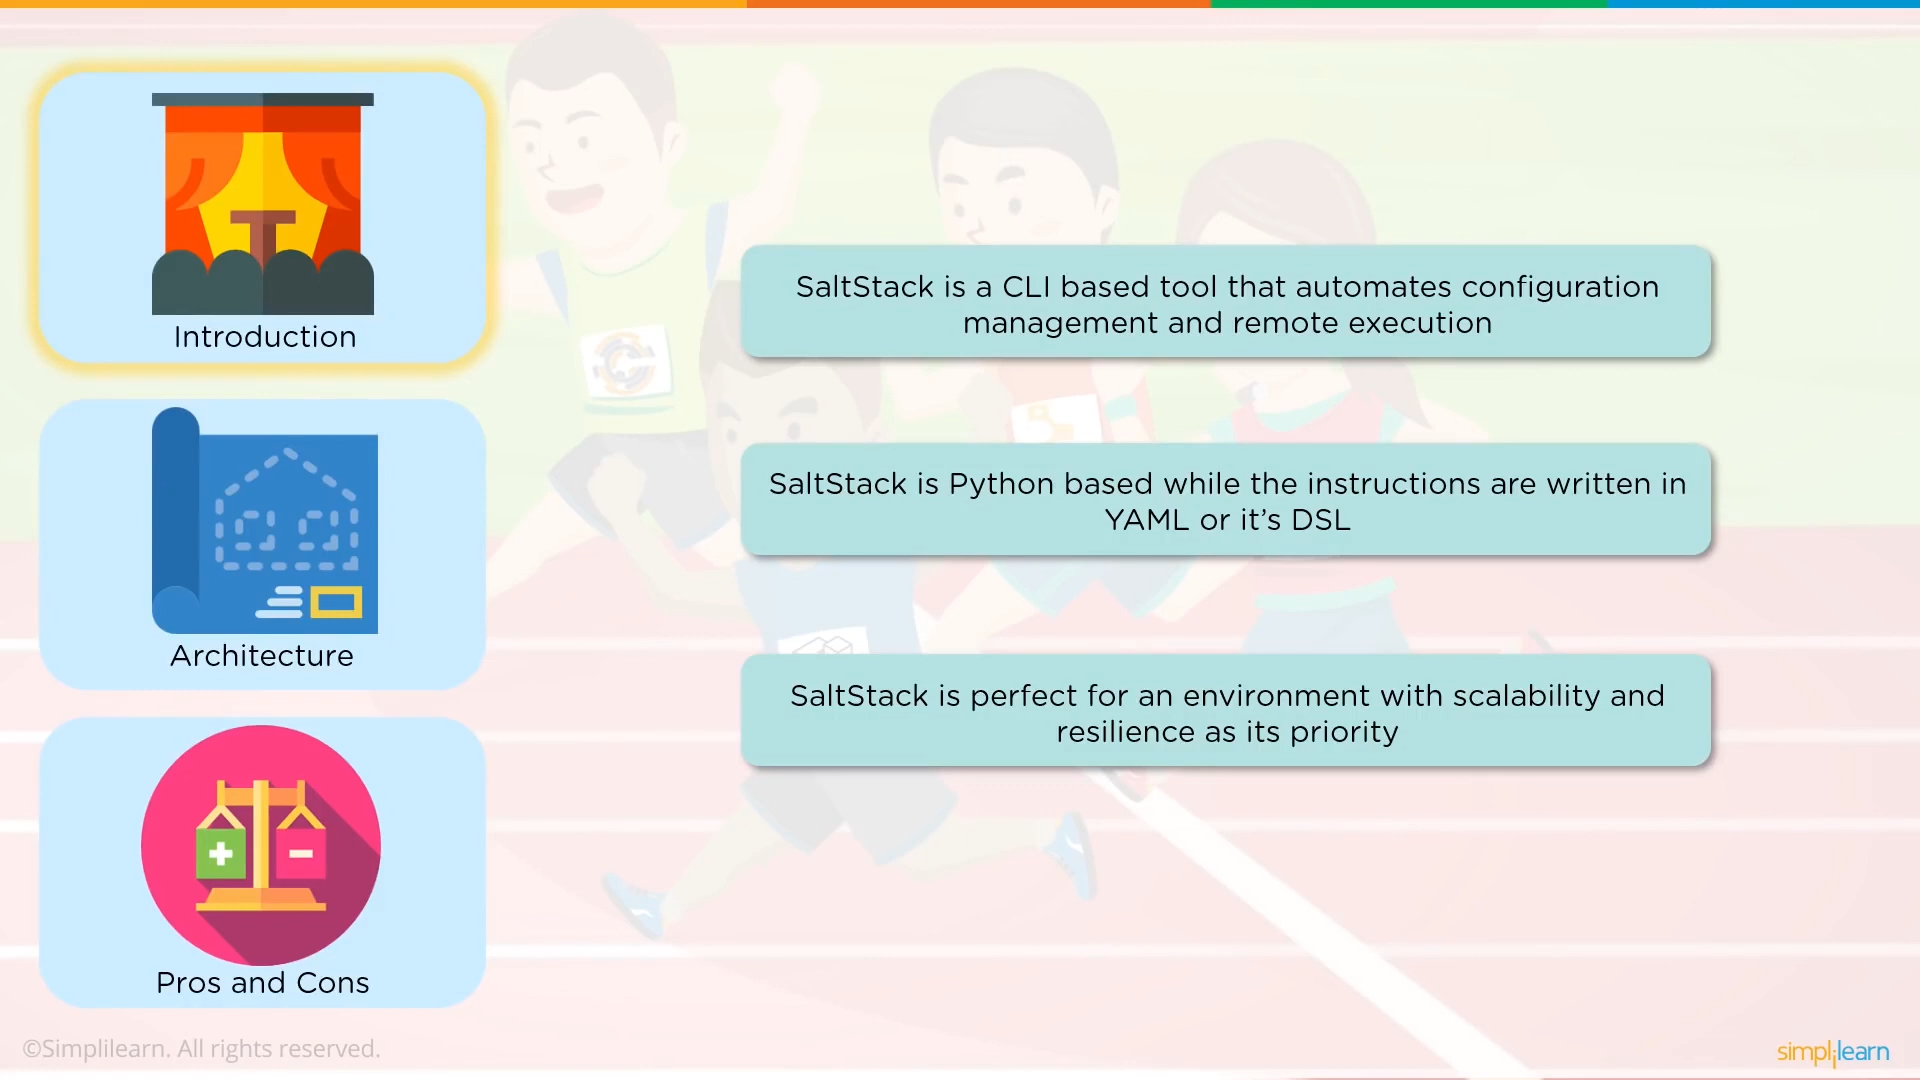 Introduction
Architecture
Pros and Cons
SaltStack is a CLI based tool that automates configuration
management and remote execution
SaltStack is Python based while the instructions are written in
YAML or it's DSL
SaltStack is perfect for an environment with scalability and
resilience as its priority
©Simplilearn. All rights reserved.
simplilearn